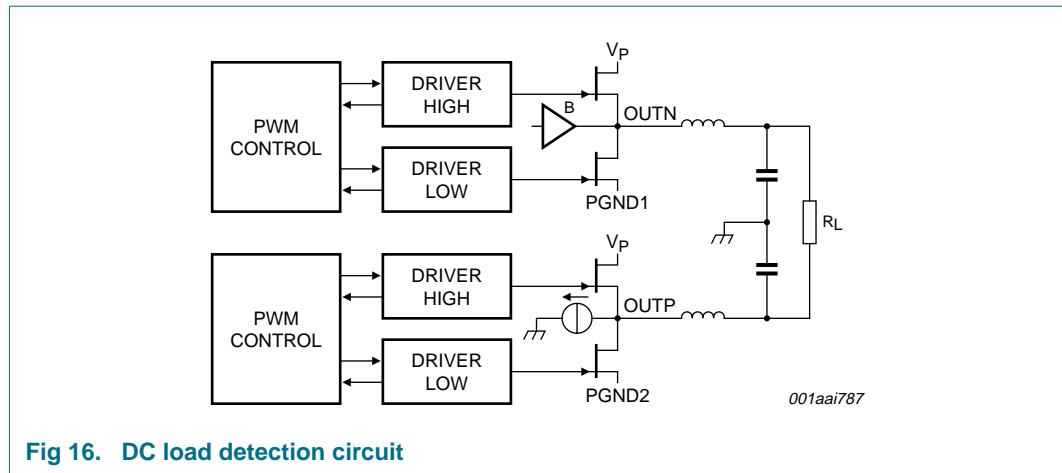 VP
PWM
CONTROL
DRIVER
HIGH
B
OUTN
DRIVER
LOW
PGND1
RL
VP
PWM
CONTROL
DRIVER
HIGH
OUTP
DRIVER
LOW
PGND2
001aai787
Fig 16. DC load detection circuit